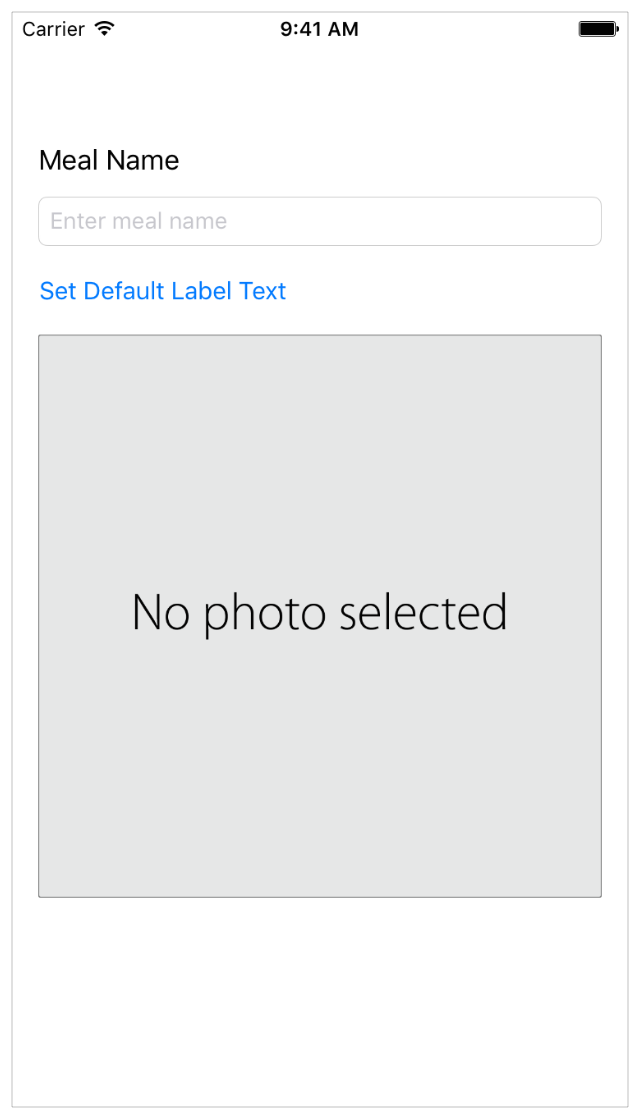 Carrier 9:41 AM
Meal Name
Enter meal name
Set Default Label Text
No photo selected